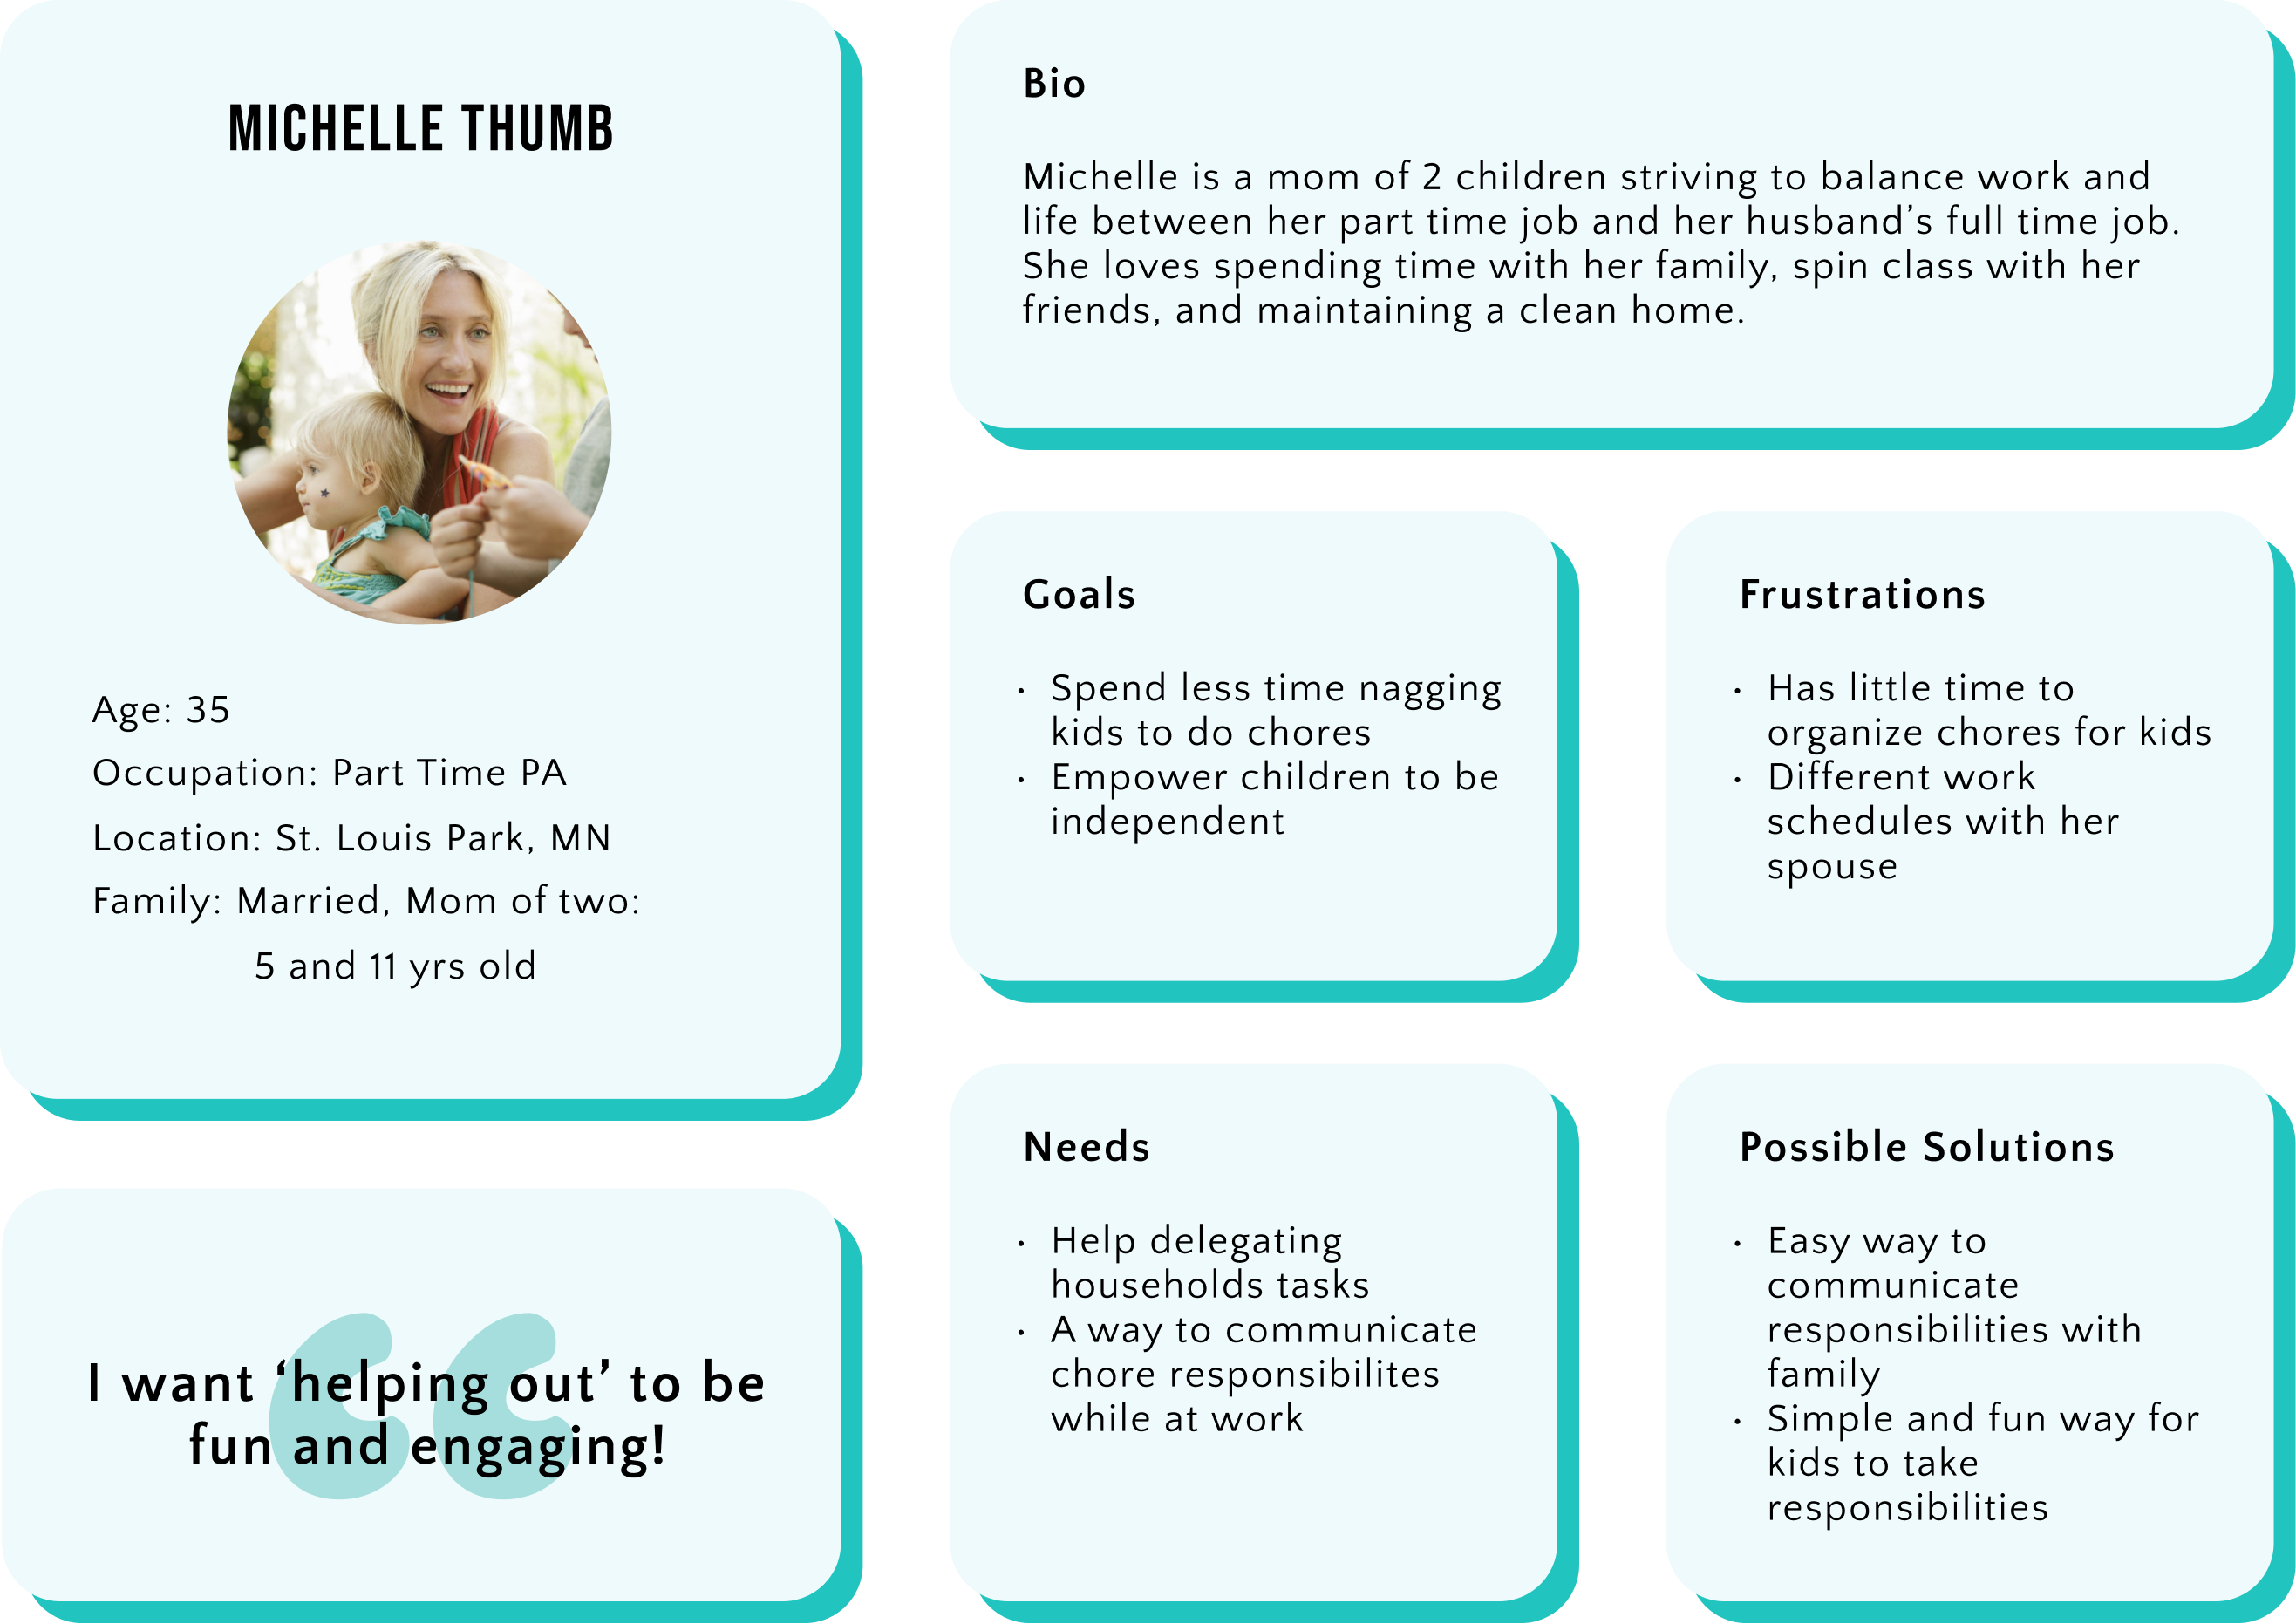 MICHELLE THUMB
Age: 35
Occupation: Part Time PA
Location: St. Louis Park, MN
Family: Married, Mom of two:
5 and 11 yrs old
I want ‘helping out’ to be
fun and engaging!
Bio
Michelle is a mom of 2 children striving to balance work and
life between her part time job and her husband’s full time job.
She loves spending time with her family, spin class with her
friends, and maintaining a clean home.
Goals
• Spend less time nagging
kids to do chores
• Empower children to be
independent
Frustrations
• Has little time to
organize chores for kids
• Different work
schedules with her
spouse
Needs
• Help delegating
households tasks
• A way to communicate
chore responsibilites
while at work
Possible Solutions
• Easy way to
communicate
responsibilities with
family
• Simple and fun way for
kids to take
responsibilities